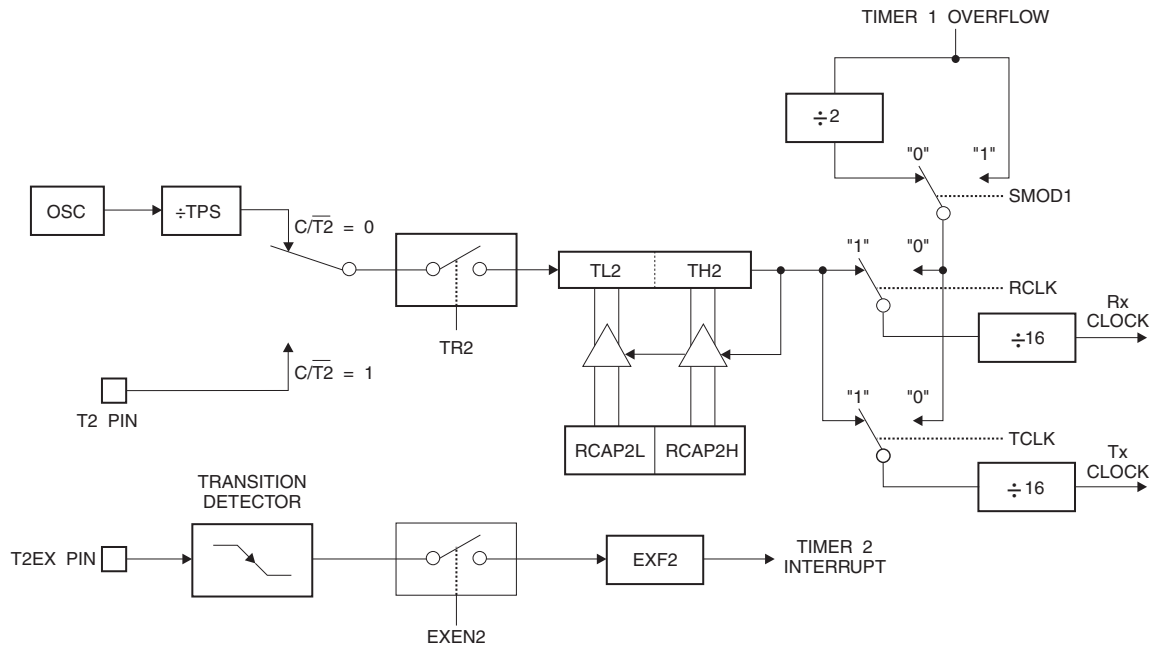 TIMER 1 OVERFLOW
÷2
"0"
"1"
SMOD1
OSC
÷TPS
C/T̅2̅ = 0
TR2
TL2
TH2
"1"
"0"
RCLK
Rx
CLOCK
÷16
C/T̅2̅ = 1
T2 PIN
RCAP2L
RCAP2H
"1"
"0"
TCLK
Tx
CLOCK
÷16
TRANSITION
DETECTOR
T2EX PIN
EXEN2
EXF2
TIMER 2
INTERRUPT